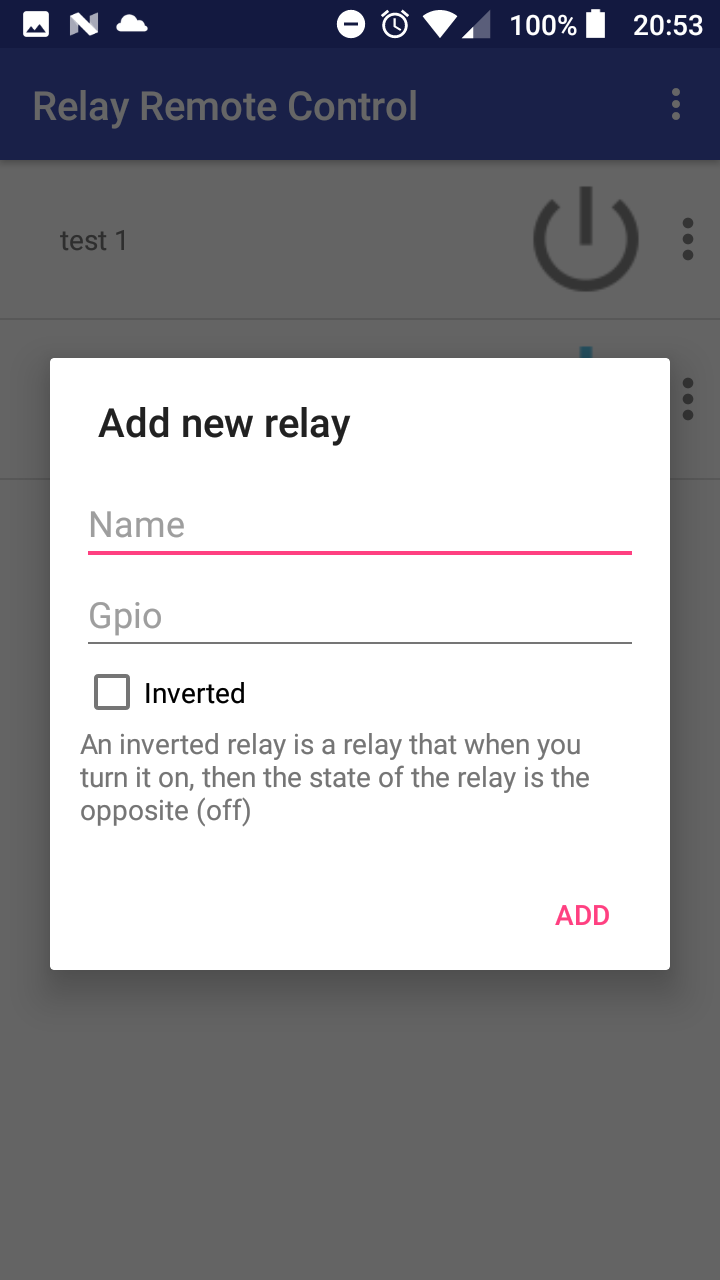 100% 20:53
Relay Remote Control
test 1
Add new relay
Name
Gpio
Inverted
An inverted relay is a relay that when you
turn it on, then the state of the relay is the
opposite (off)
ADD